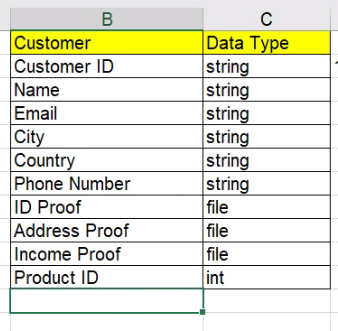 B C
Customer Data Type
Customer ID string
Name string
Email string
City string
Country string
Phone Number string
ID Proof file
Address Proof file
Income Proof file
Product ID int